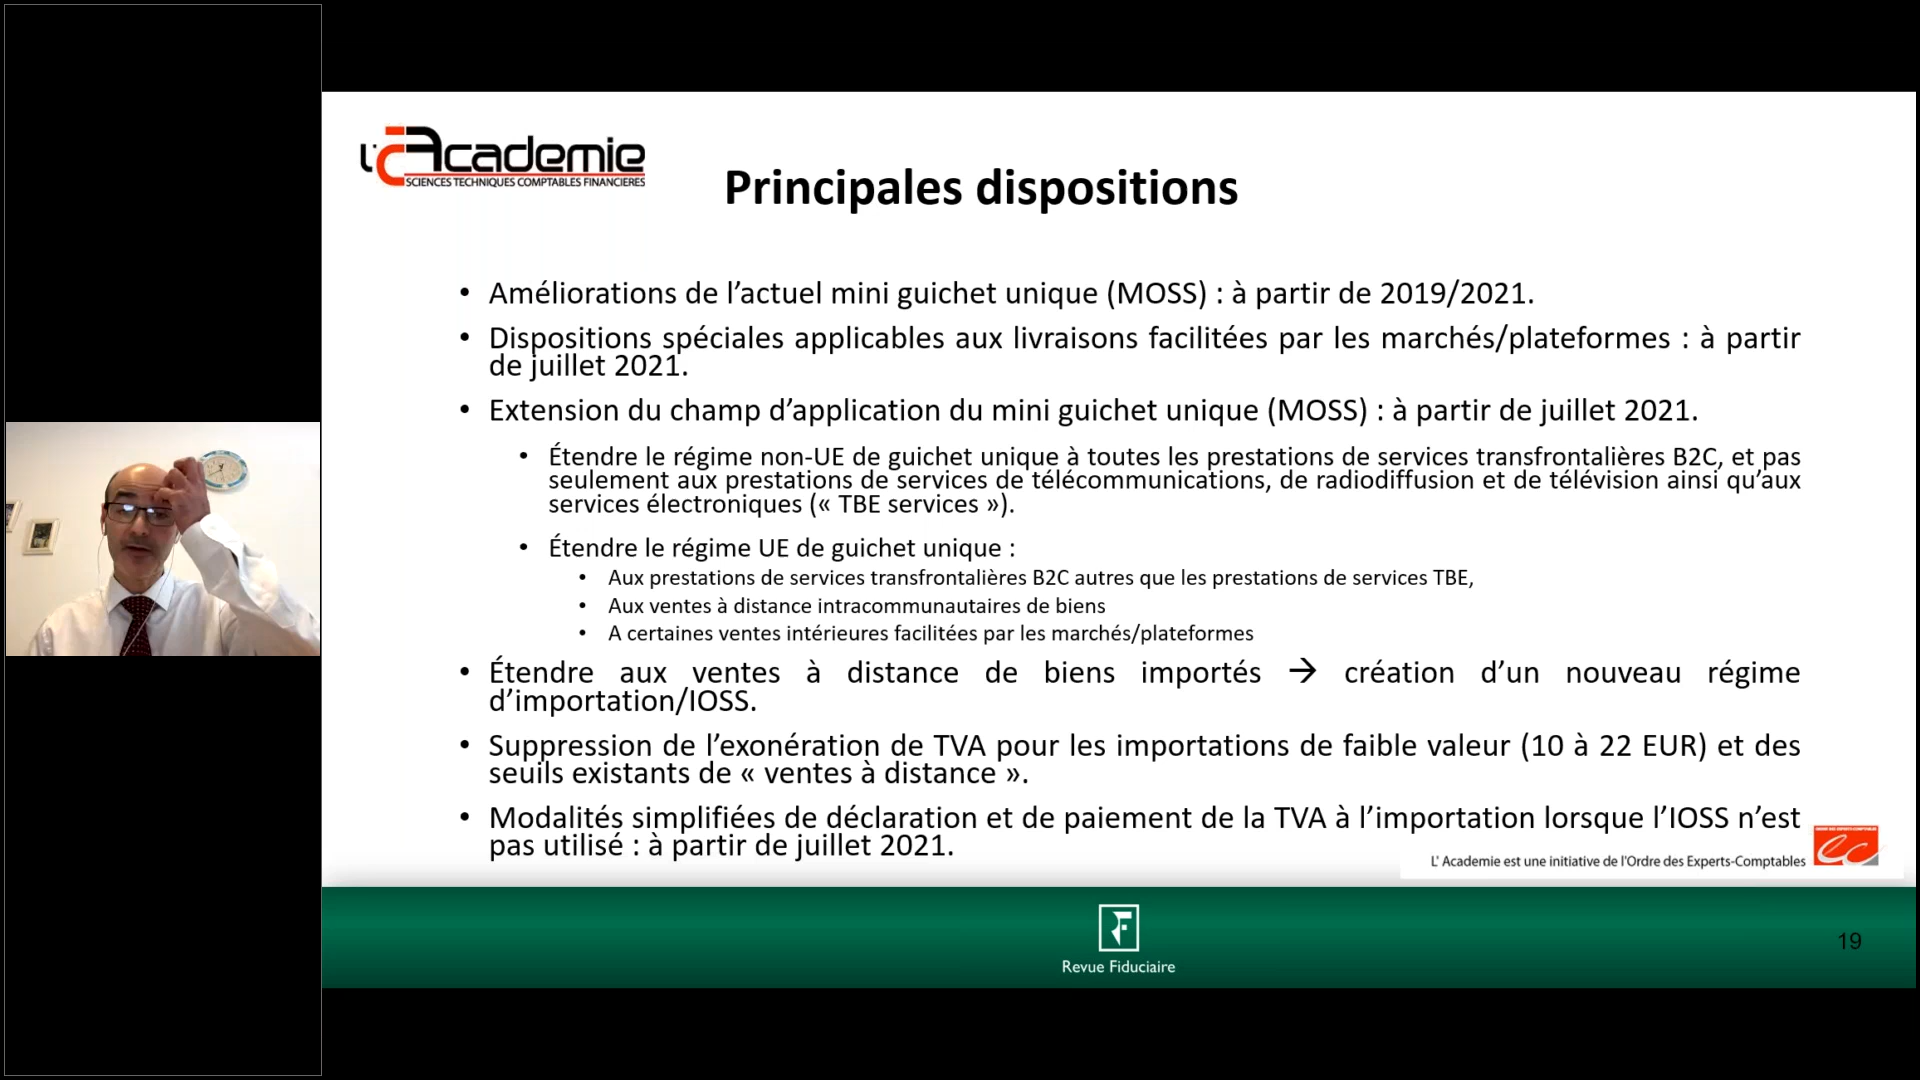 L'Academie
SCIENCES TECHNIQUES COMPTABLES FINANCIERES
Principales dispositions
• Améliorations de l’actuel mini guichet unique (MOSS) : à partir de 2019/2021.
• Dispositions spéciales applicables aux livraisons facilitées par les marchés/plateformes : à partir
de juillet 2021.
• Extension du champ d’application du mini guichet unique (MOSS) : à partir de juillet 2021.
• Étendre le régime non-UE de guichet unique à toutes les prestations de services transfrontalières B2C, et pas
seulement aux prestations de services de télécommunications, de radiodiffusion et de télévision ainsi qu’aux
services électroniques (« TBE services »).
• Étendre le régime UE de guichet unique :
• Aux prestations de services transfrontalières B2C autres que les prestations de services TBE,
• Aux ventes à distance intracommunautaires de biens
• A certaines ventes intérieures facilitées par les marchés/plateformes
• Étendre aux ventes à distance de biens importés → création d’un nouveau régime
d’importation/IOSS.
• Suppression de l’exonération de TVA pour les importations de faible valeur (10 à 22 EUR) et des
seuils existants de « ventes à distance ».
• Modalités simplifiées de déclaration et de paiement de la TVA à l’importation lorsque l’IOSS n’est
pas utilisé : à partir de juillet 2021.
L' Academie est une initiative de l'Ordre des Experts-Comptables
ec
RF
Revue Fiduciaire
19